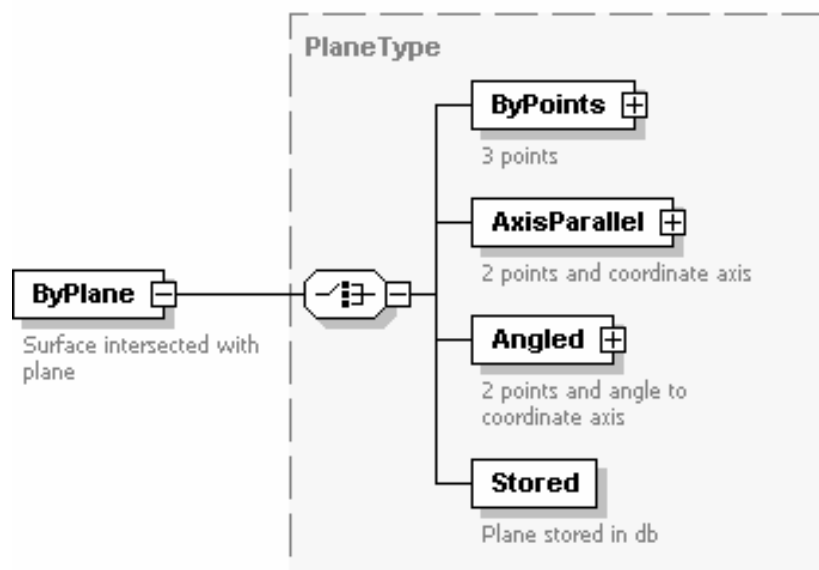 PlaneType
ByPoints
3 points
AxisParallel
2 points and coordinate axis
ByPlane
Surface intersected with
plane
Angled
2 points and angle to
coordinate axis
Stored
Plane stored in db